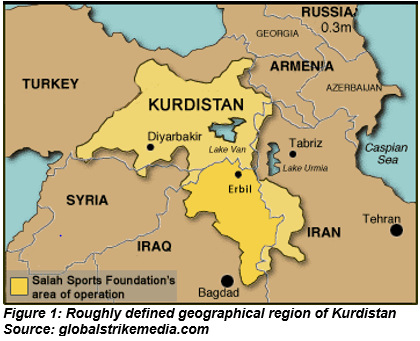 RUSSIA
0.3m
GEORGIA
ARMENIA
AZERBAIJAN
TURKEY
KURDISTAN
Diyarbakir
Lake Van
Tabriz
Lake Urmia
Caspian
Sea
Erbil
SYRIA
IRAQ
IRAN
Tehran
Bagdad
Salah Sports Foundation's
area of operation
Figure 1: Roughly defined geographical region of Kurdistan
Source: globalstrikemedia.com